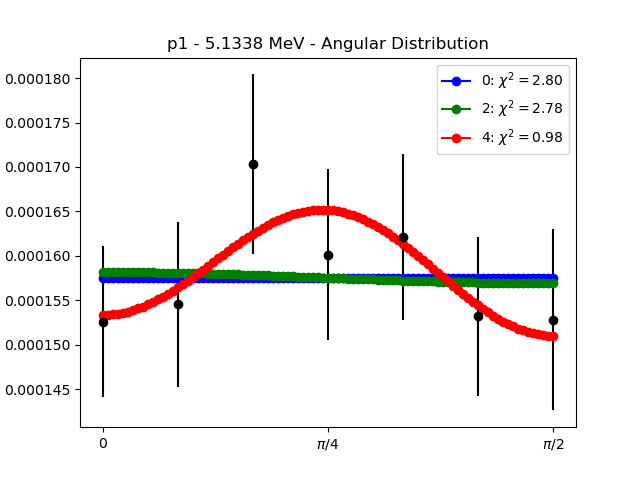 p1 - 5.1338 MeV - Angular Distribution
0.000180
0.000175
0.000170
0.000165
0.000160
0.000155
0.000150
0.000145
0: χ² = 2.80
2: χ² = 2.78
4: χ² = 0.98
0
π/4
π/2